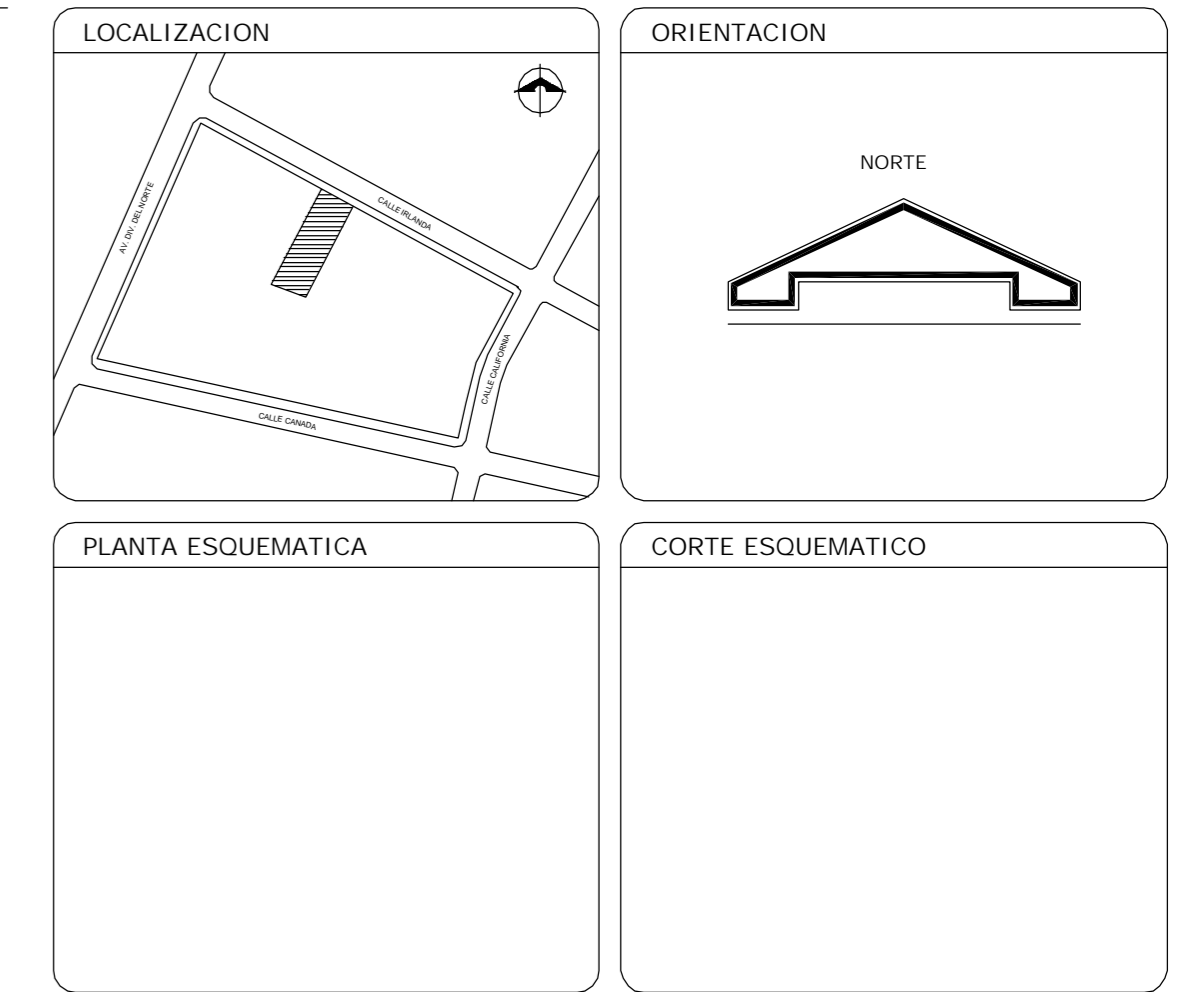 LOCALIZACION
AV. DIV. DEL NORTE
CALLE IRLANDA
CALLE CALIFORNIA
CALLE CANADA
ORIENTACION
NORTE
PLANTA ESQUEMATICA
CORTE ESQUEMATICO